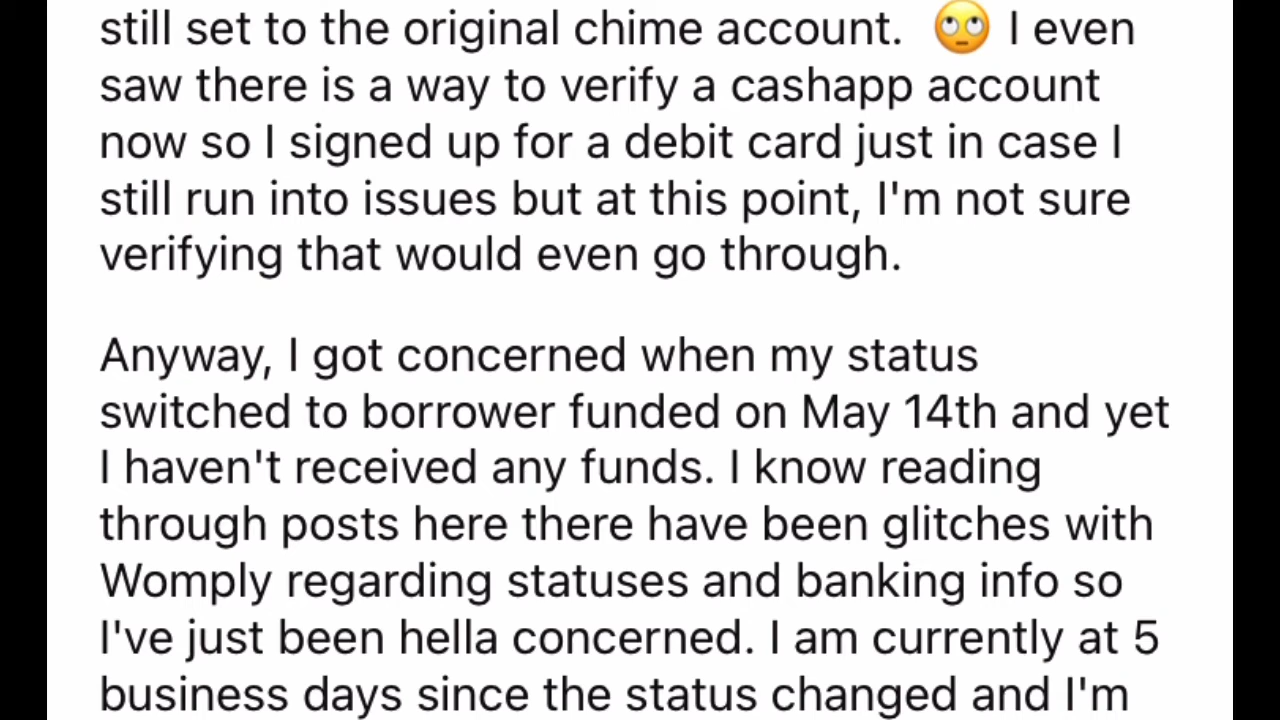 still set to the original chime account. 🙄 I even
saw there is a way to verify a cashapp account
now so I signed up for a debit card just in case I
still run into issues but at this point, I'm not sure
verifying that would even go through.
Anyway, I got concerned when my status
switched to borrower funded on May 14th and yet
I haven't received any funds. I know reading
through posts here there have been glitches with
Womply regarding statuses and banking info so
I've just been hella concerned. I am currently at 5
business days since the status changed and I'm